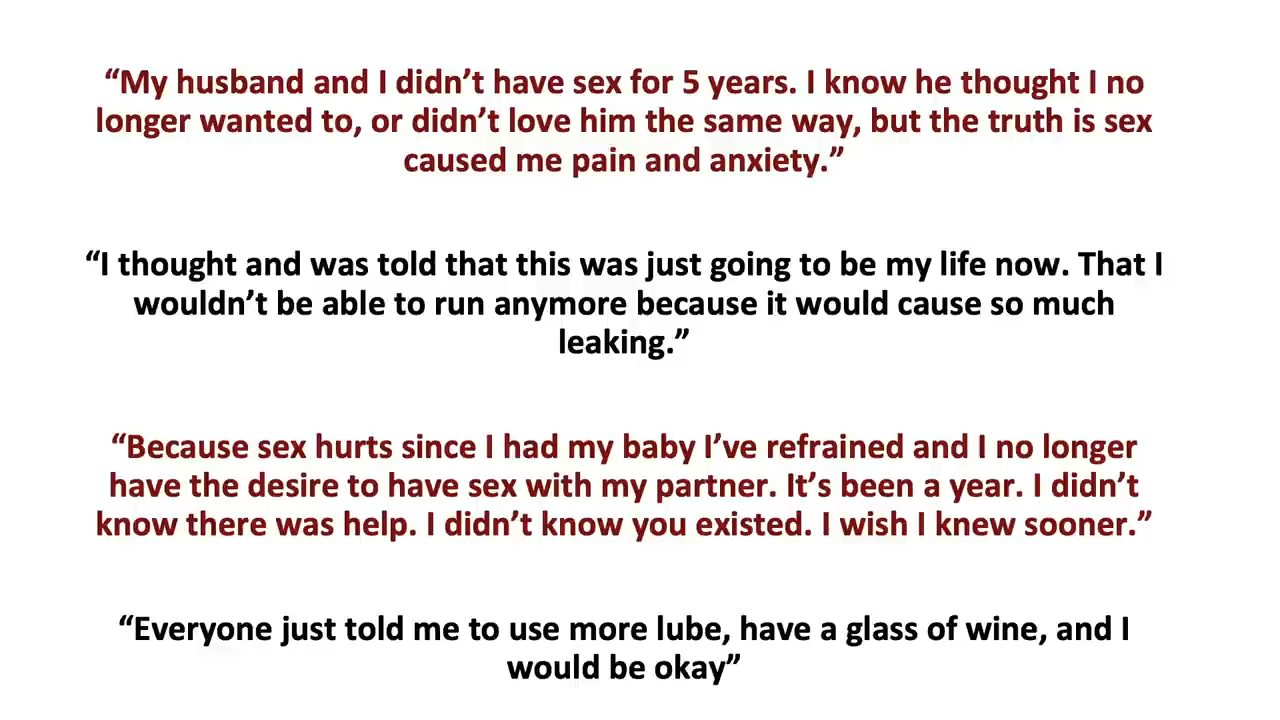 “My husband and I didn’t have sex for 5 years. I know he thought I no
longer wanted to, or didn’t love him the same way, but the truth is sex
caused me pain and anxiety.”
“I thought and was told that this was just going to be my life now. That I
wouldn’t be able to run anymore because it would cause so much
leaking.”
“Because sex hurts since I had my baby I’ve refrained and I no longer
have the desire to have sex with my partner. It’s been a year. I didn’t
know there was help. I didn’t know you existed. I wish I knew sooner.”
“Everyone just told me to use more lube, have a glass of wine, and I
would be okay”